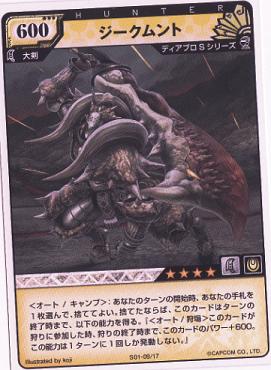 HUNTER
600
ジークムント
大剣
ディアブロSシリーズ
<オート / キャンプ>：あなたのターンの開始時、あなたの手札を
1枚選んで、捨ててよい。捨てたならば、このカードはターンの
終了時まで、以下の能力を得る。『<オート / 狩場> このカードが
狩りに参加した時、狩りの終了時まで、このカードのパワー+600。
この能力は1ターンに1回しか発動しない。』
Illustrated by koji
S01-09/17
©CAPCOM CO., LTD.